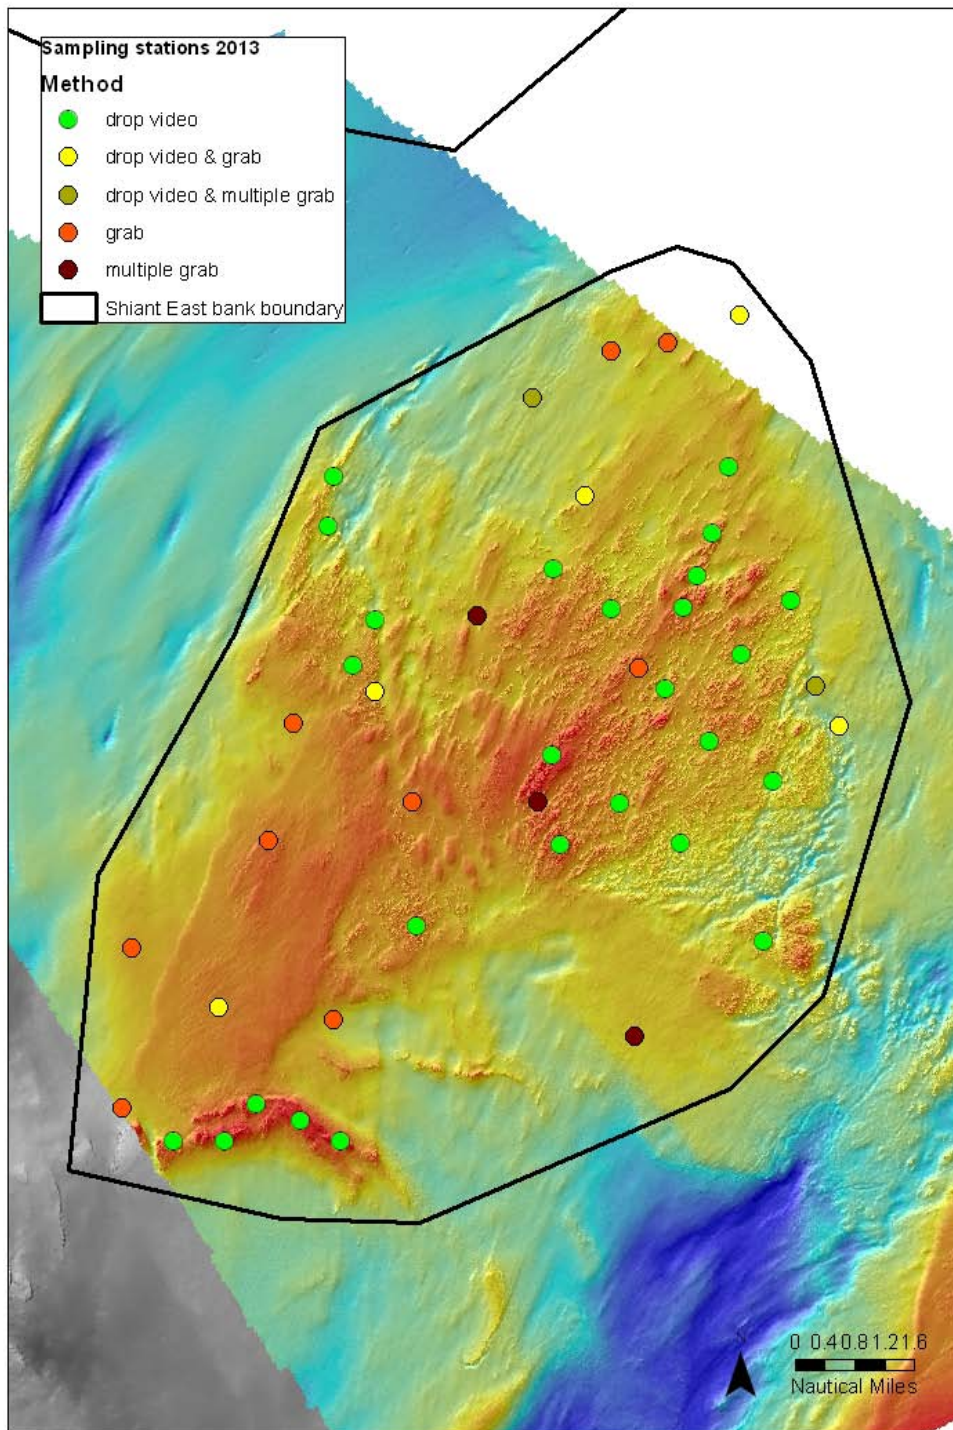 Sampling stations 2013
Method
drop video
drop video & grab
drop video & multiple grab
grab
multiple grab
Shiant East bank boundary
N
0 0.40.81.21.6
Nautical Miles